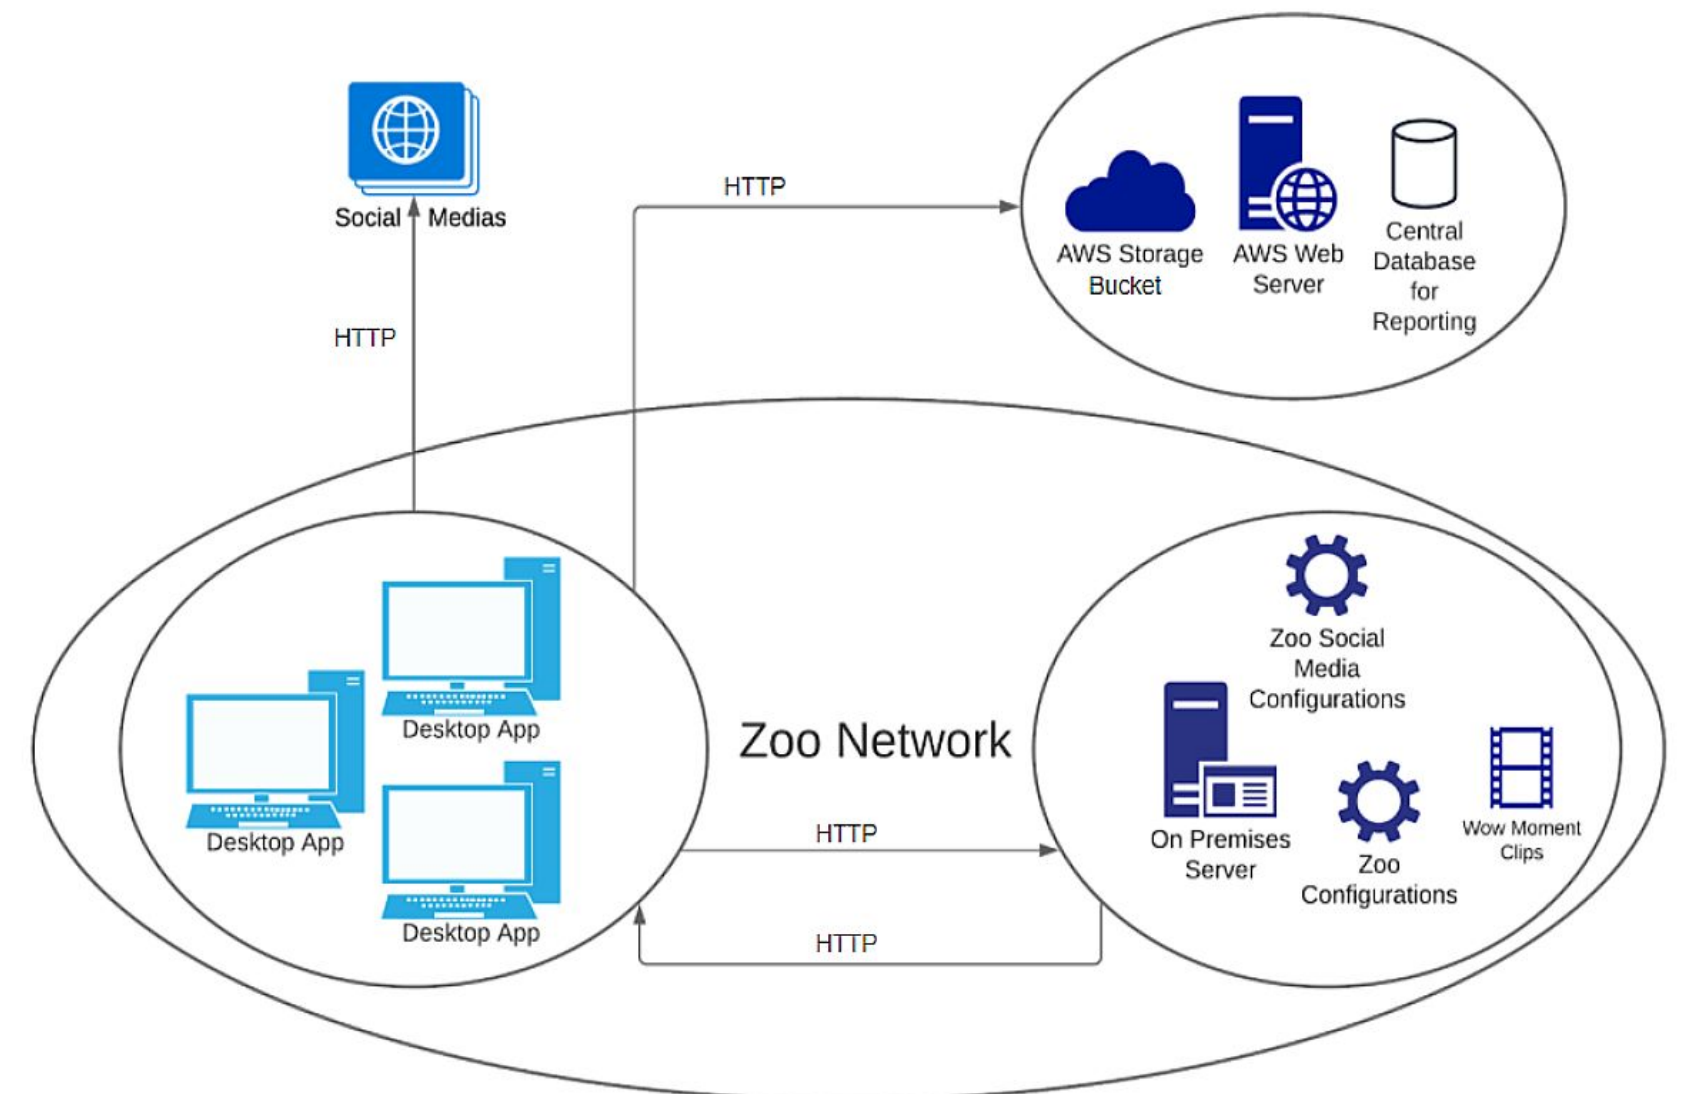 HTTP
Social Medias
HTTP
AWS Storage
Bucket
AWS Web
Server
Central
Database
for
Reporting
Desktop App
Desktop App
Desktop App
Zoo Network
HTTP
HTTP
Zoo Social
Media
Configurations
On Premises
Server
Zoo
Configurations
Wow Moment
Clips